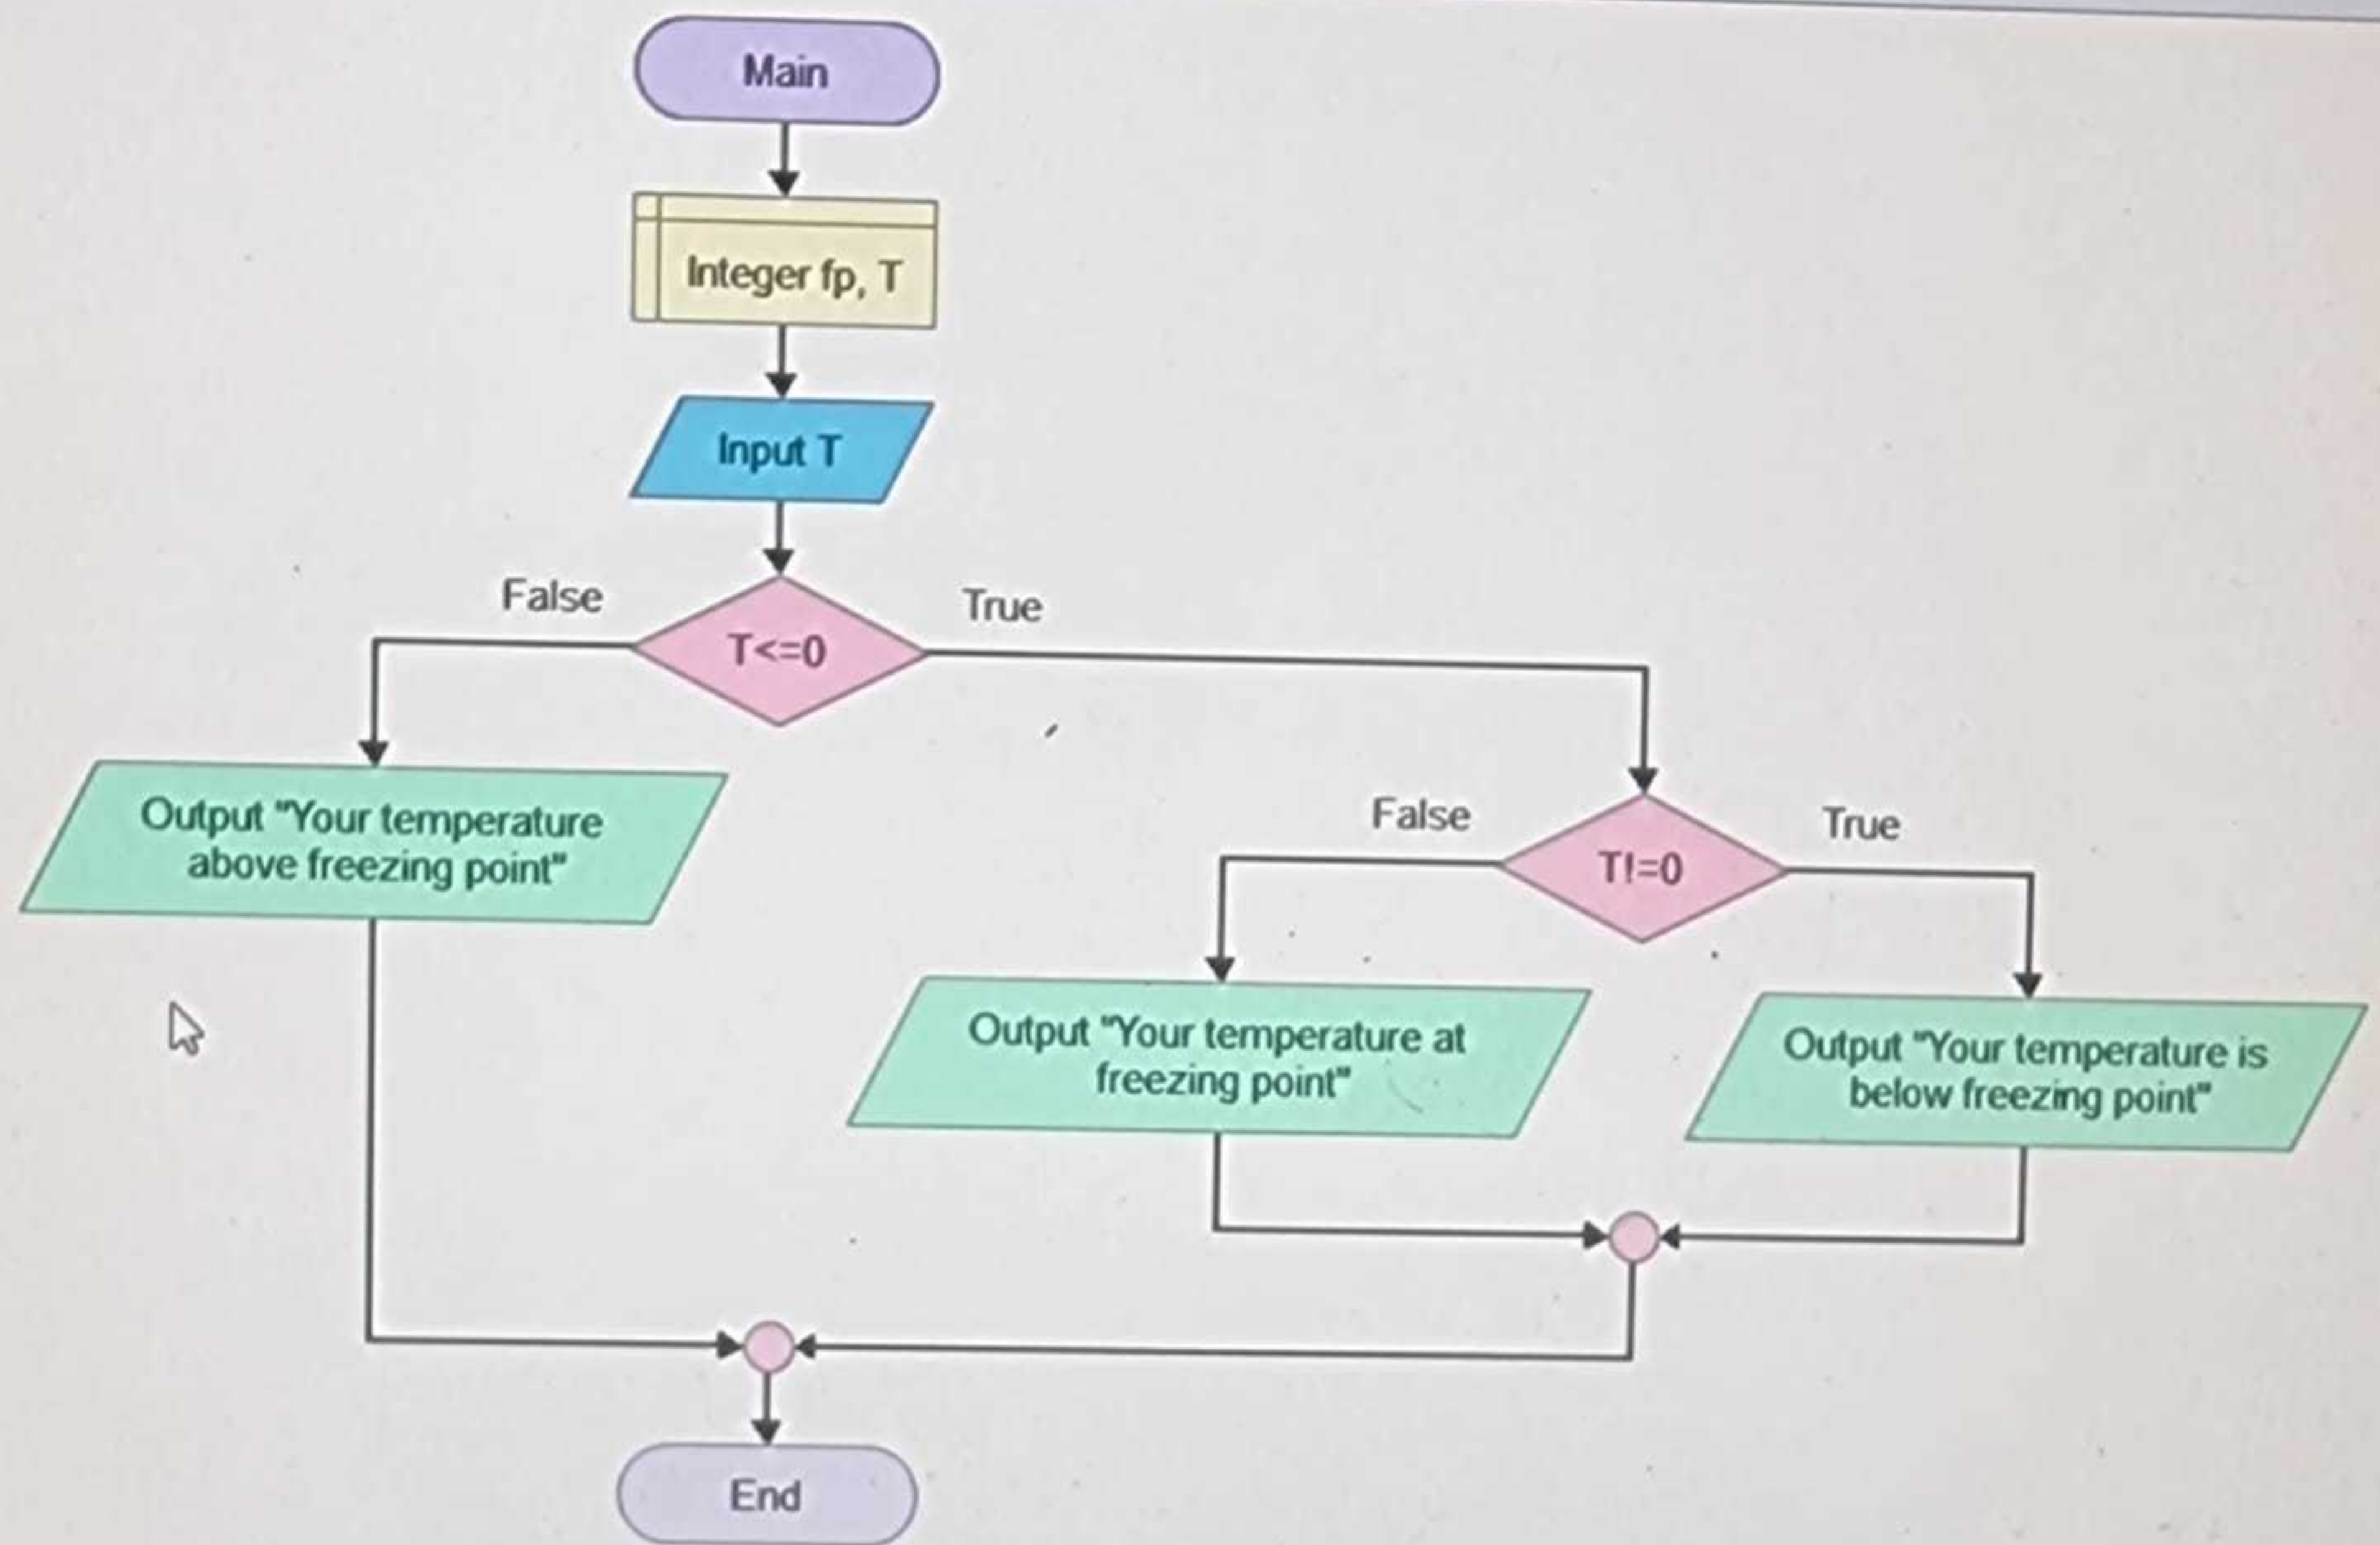 Main
Integer fp, T
Input T
False
True
T<=0
Output "Your temperature
above freezing point"
False
True
T!=0
Output "Your temperature at
freezing point"
Output "Your temperature is
below freezing point"
End